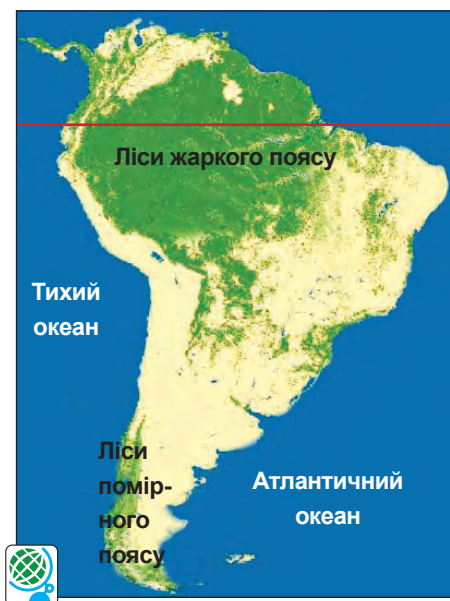 Ліси жаркого поясу
Тихий
океан
Ліси
помір-
ного
поясу
Атлантичний
океан